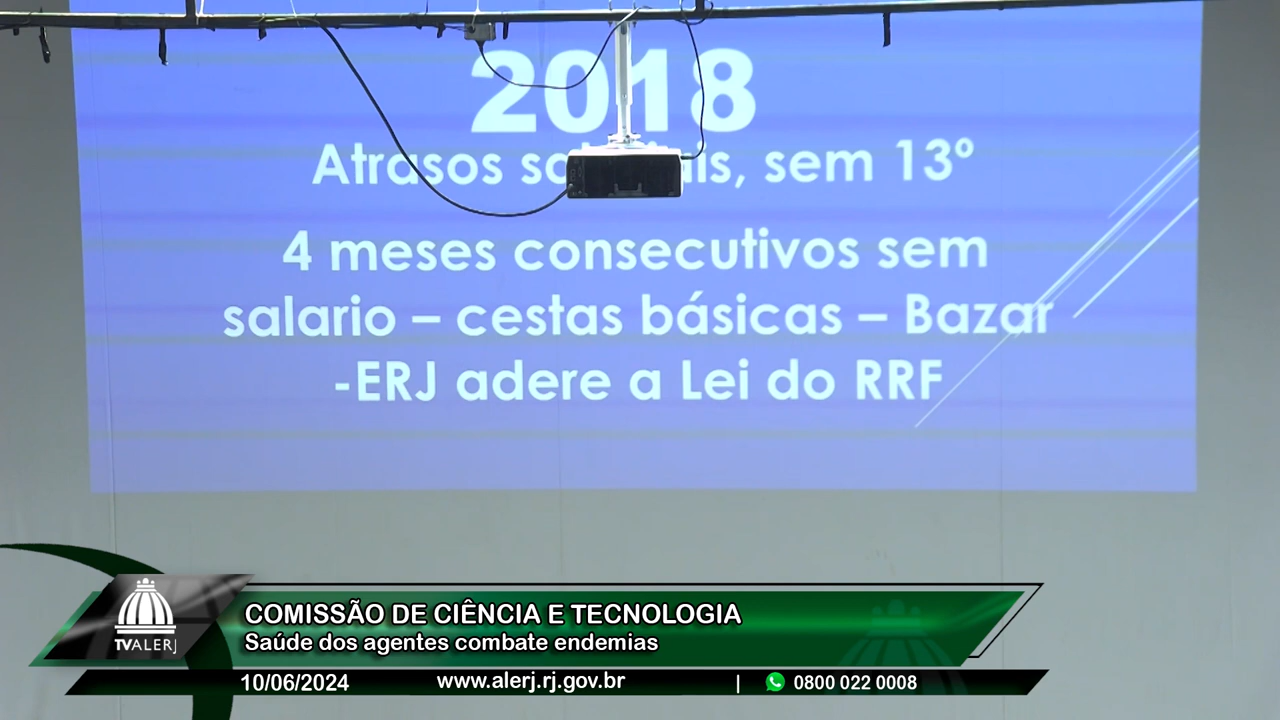 2018
Atrasos sem 13º
4 meses consecutivos sem
salario – cestas básicas – Bazar
-ERJ adere a Lei do RRF
COMISSÃO DE CIÊNCIA E TECNOLOGIA
Saúde dos agentes combate endemias
TVALERJ
10/06/2024 www.alerj.rj.gov.br | 0800 022 0008